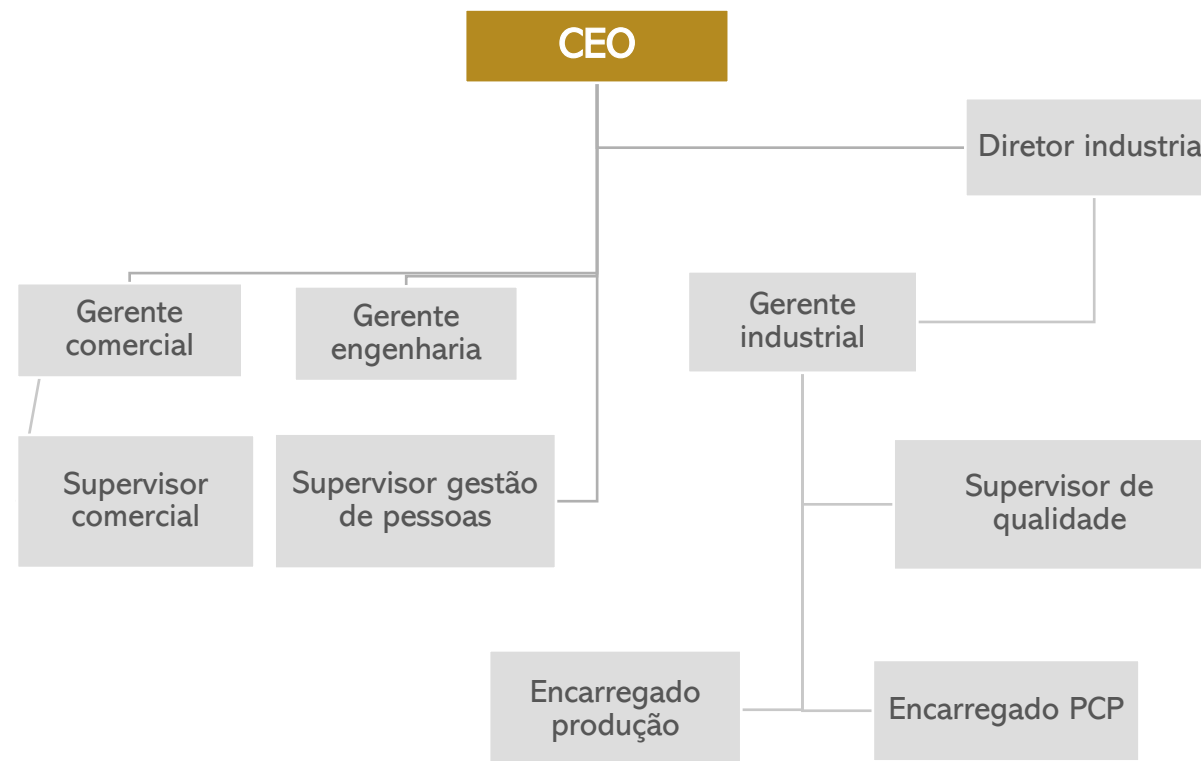 CEO
Diretor industria
Gerente
comercial
Gerente
engenharia
Gerente
industrial
Supervisor
comercial
Supervisor gestão
de pessoas
Supervisor de
qualidade
Encarregado
produção
Encarregado PCP